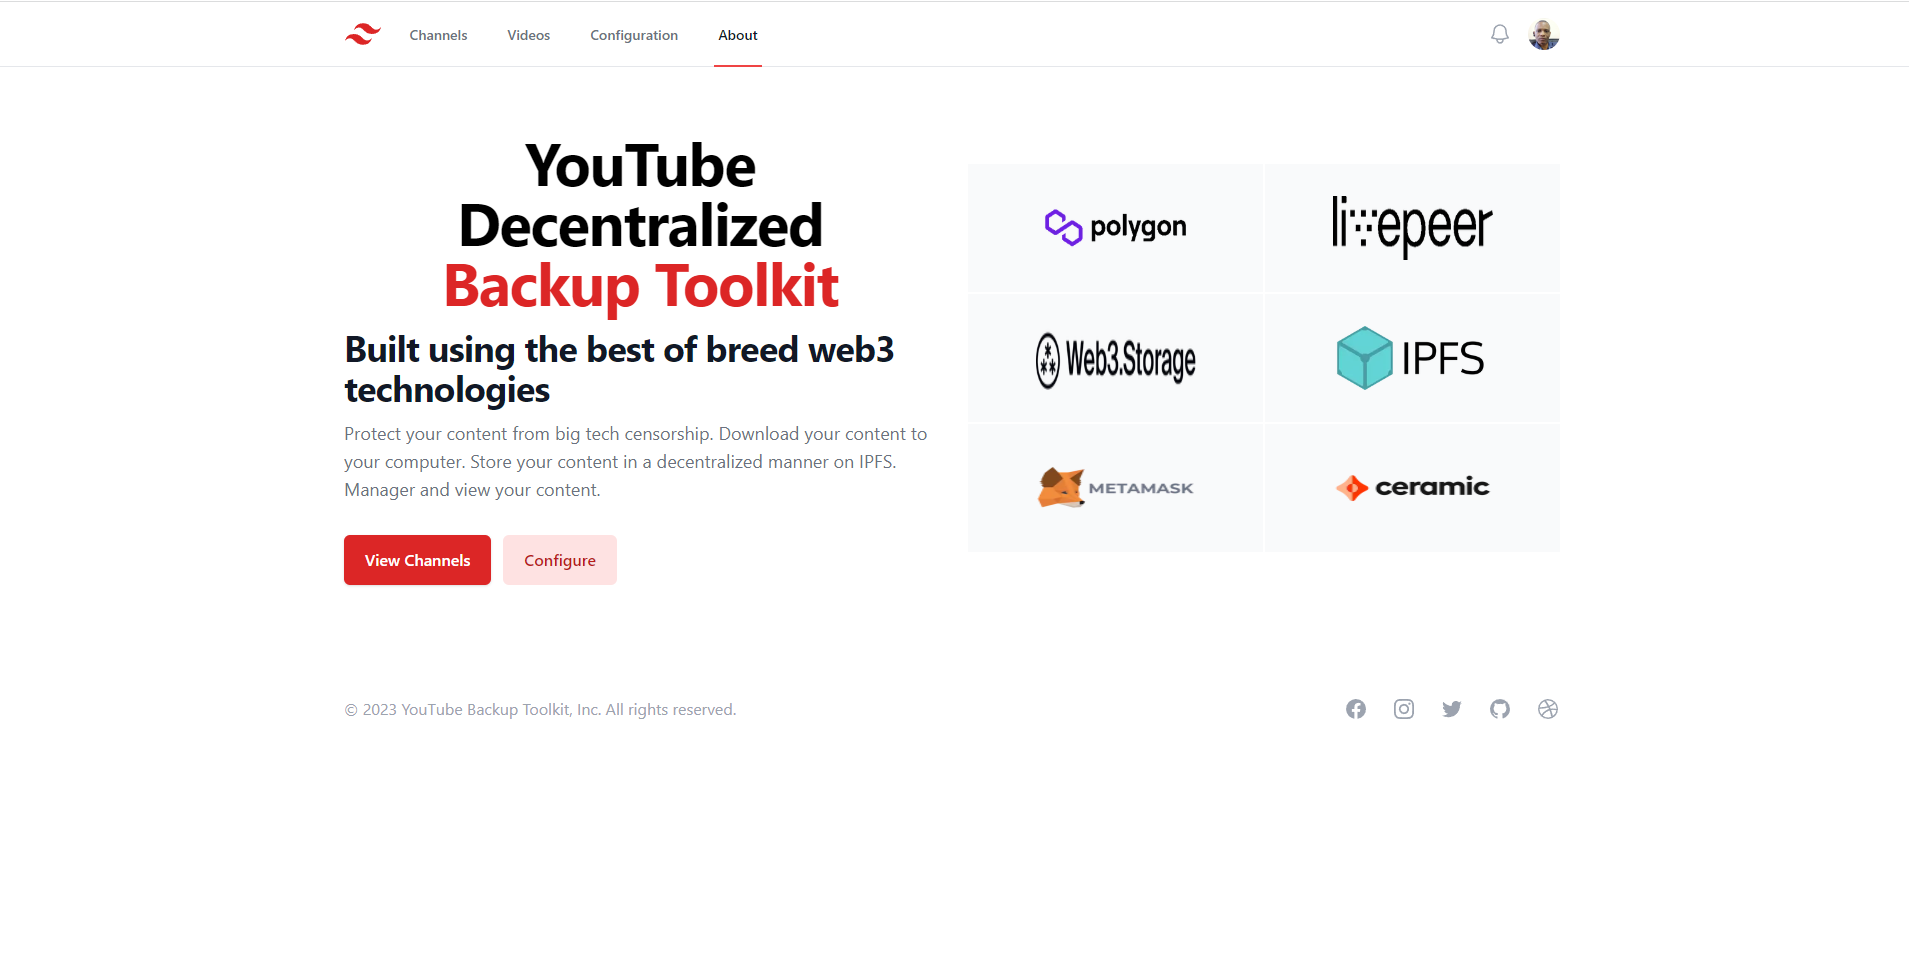 Channels Videos Configuration About
YouTube
Decentralized
Backup Toolkit
Built using the best of breed web3
technologies
Protect your content from big tech censorship. Download your content to
your computer. Store your content in a decentralized manner on IPFS.
Manager and view your content.
View Channels Configure
polygon
livepeer
Web3.Storage
IPFS
METAMASK
ceramic
© 2023 YouTube Backup Toolkit, Inc. All rights reserved.